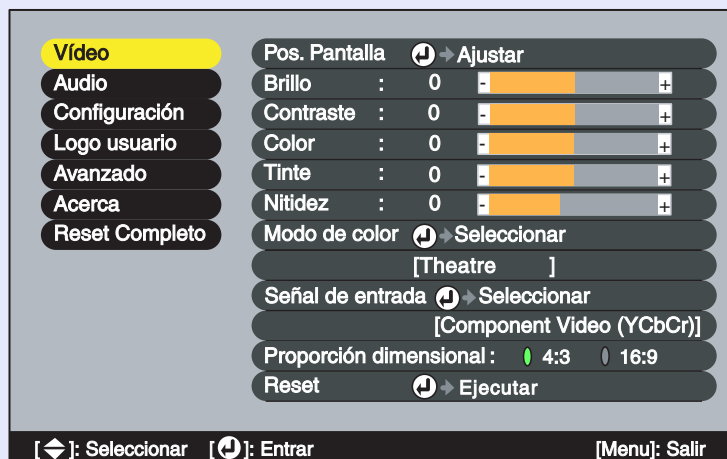 Vídeo
Audio
Configuración
Logo usuario
Avanzado
Acerca
Reset Completo
Pos. Pantalla Ajustar
Brillo : 0 - +
Contraste : 0 - +
Color : 0 - +
Tinte : 0 - +
Nitidez : 0 - +
Modo de color Seleccionar
[Theatre ]
Señal de entrada Seleccionar
[Component Video (YCbCr)]
Proporción dimensional : 4:3 16:9
Reset Ejecutar
[ ]: Seleccionar [ ]: Entrar [Menu]: Salir